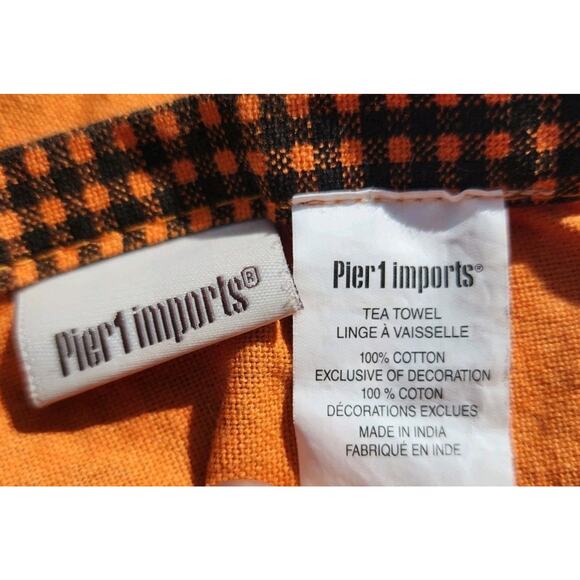 Pier1 imports®
Pier1 imports®
TEA TOWEL
LINGE À VAISSELLE
100% COTTON
EXCLUSIVE OF DECORATION
100 % COTON
DÉCORATIONS EXCLUES
MADE IN INDIA
FABRIQUÉ EN INDE